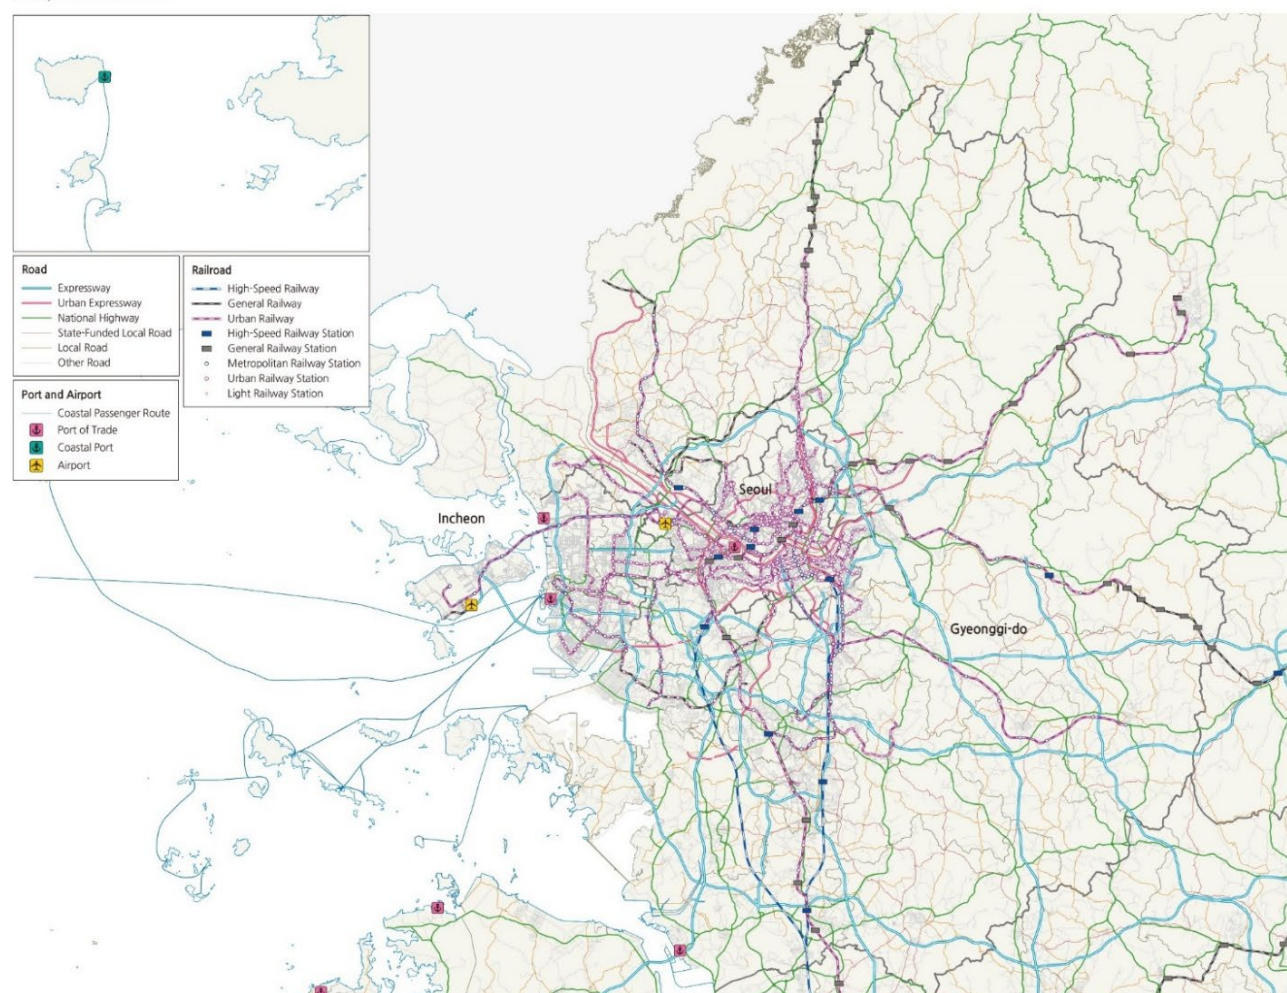 Road
Expressway
Urban Expressway
National Highway
State-Funded Local Road
Local Road
Other Road
Railroad
High-Speed Railway
General Railway
Urban Railway
High-Speed Railway Station
General Railway Station
Metropolitan Railway Station
Urban Railway Station
Light Railway Station
Port and Airport
Coastal Passenger Route
Port of Trade
Coastal Port
Airport
Seoul
Incheon
Gyeonggi-do